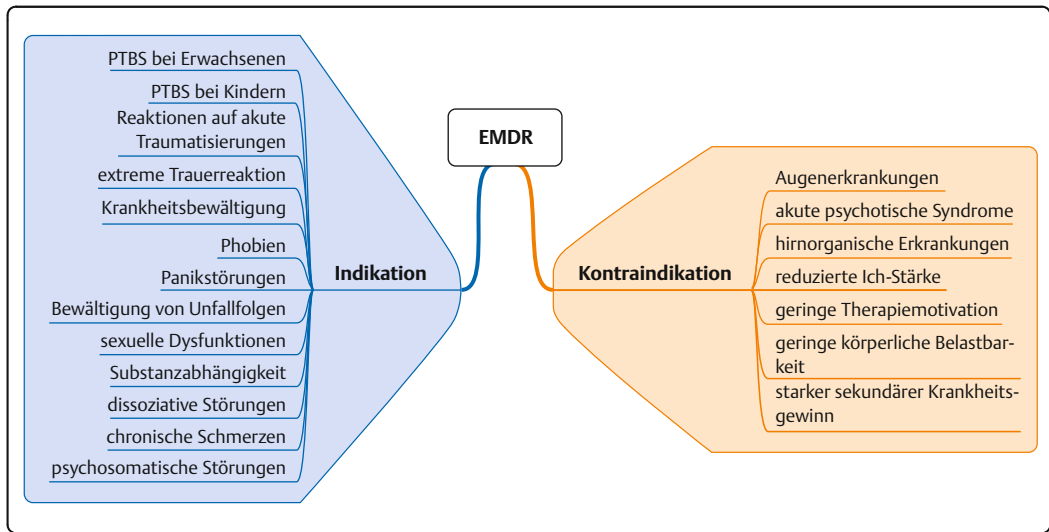 EMDR
Indikation
PTBS bei Erwachsenen
PTBS bei Kindern
Reaktionen auf akute
Traumatisierungen
extreme Trauerreaktion
Krankheitsbewältigung
Phobien
Panikstörungen
Bewältigung von Unfallfolgen
sexuelle Dysfunktionen
Substanzabhängigkeit
dissoziative Störungen
chronische Schmerzen
psychosomatische Störungen
Kontraindikation
Augenerkrankungen
akute psychotische Syndrome
hirnorganische Erkrankungen
reduzierte Ich-Stärke
geringe Therapiemotivation
geringe körperliche Belastbar-
keit
starker sekundärer Krankheits-
gewinn